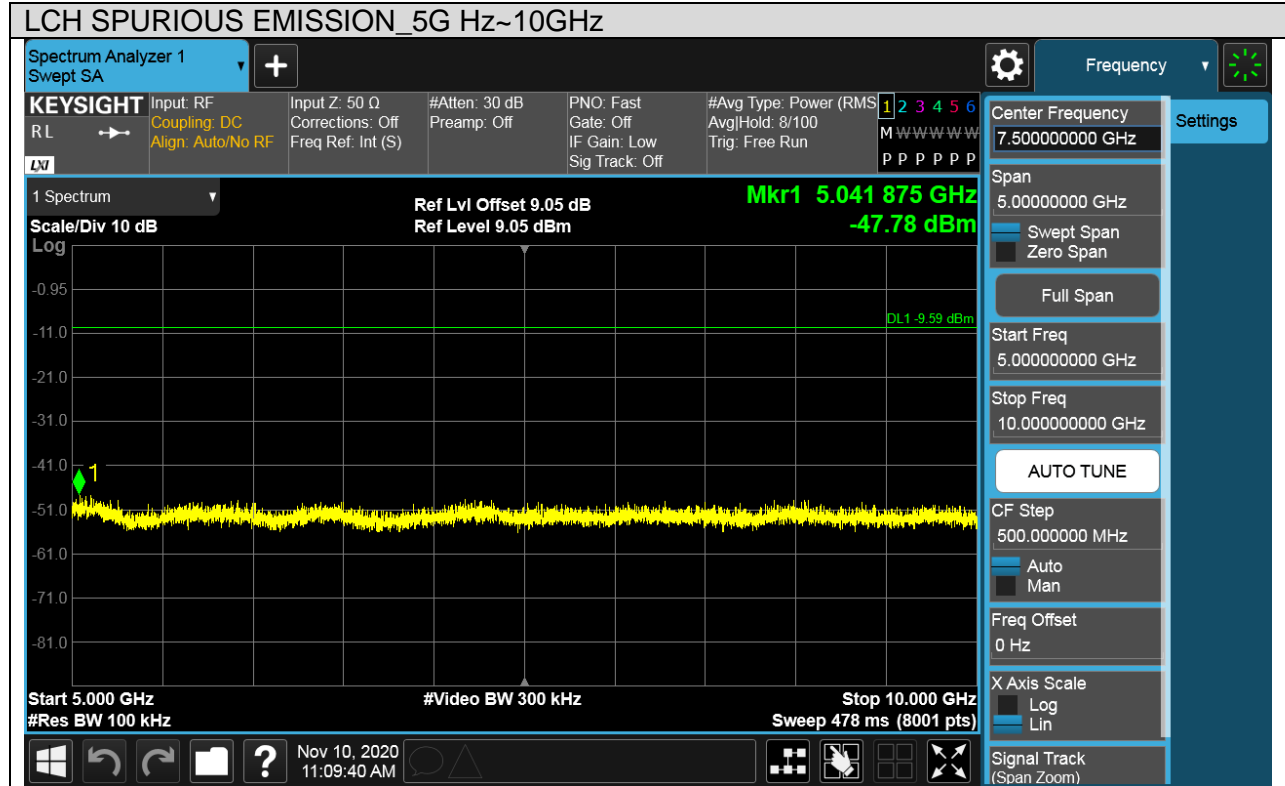 LCH SPURIOUS EMISSION_5G Hz~10GHz
Spectrum Analyzer 1
Swept SA
Frequency
KEYSIGHT
R L
LXI
Input: RF
Coupling: DC
Align: Auto/No RF
Input Z: 50 Ω
Corrections: Off
Freq Ref: Int (S)
#Atten: 30 dB
Preamp: Off
PNO: Fast
Gate: Off
IF Gain: Low
Sig Track: Off
#Avg Type: Power (RMS
Avg|Hold: 8/100
Trig: Free Run
1 2 3 4 5 6
M W W W W W
P P P P P P
1 Spectrum
Scale/Div 10 dB
Ref Lvl Offset 9.05 dB
Ref Level 9.05 dBm
Mkr1 5.041 875 GHz
-47.78 dBm
Log
-0.95
DL1 -9.59 dBm
-11.0
-21.0
-31.0
-41.0
1
-51.0
-61.0
-71.0
-81.0
Start 5.000 GHz
#Video BW 300 kHz
Stop 10.000 GHz
#Res BW 100 kHz
Sweep 478 ms (8001 pts)
?
Nov 10, 2020
11:09:40 AM
Center Frequency
7.500000000 GHz
Settings
Span
5.00000000 GHz
Swept Span
Zero Span
Full Span
Start Freq
5.000000000 GHz
Stop Freq
10.000000000 GHz
AUTO TUNE
CF Step
500.000000 MHz
Auto
Man
Freq Offset
0 Hz
X Axis Scale
Log
Lin
Signal Track
(Span Zoom)